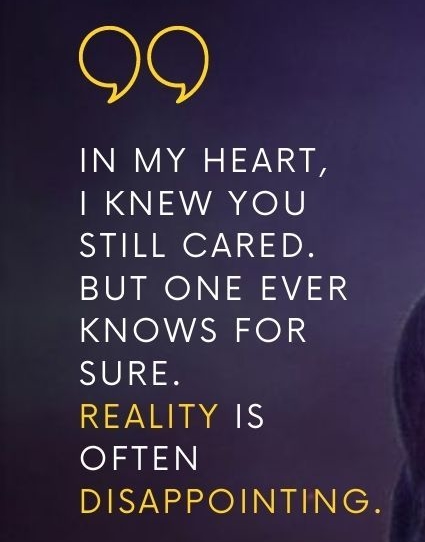 IN MY HEART,
I KNEW YOU
STILL CARED.
BUT ONE EVER
KNOWS FOR
SURE.
REALITY IS
OFTEN
DISAPPOINTING.